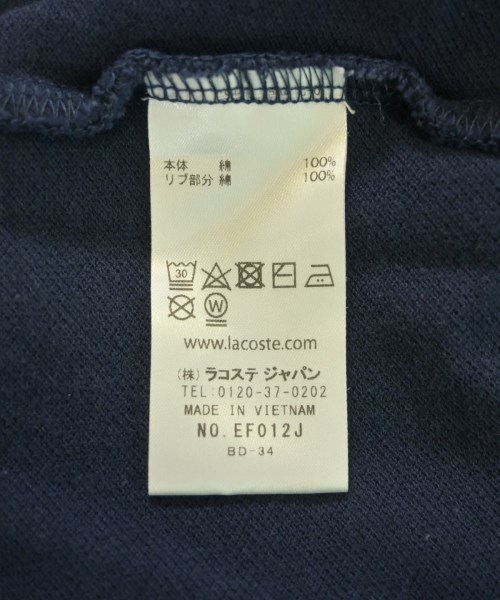 本体 綿 100%
リブ部分 綿 100%
30
W
www.lacoste.com
(株) ラコステ ジャパン
TEL:0120-37-0202
MADE IN VIETNAM
NO. EF012J
BD-34